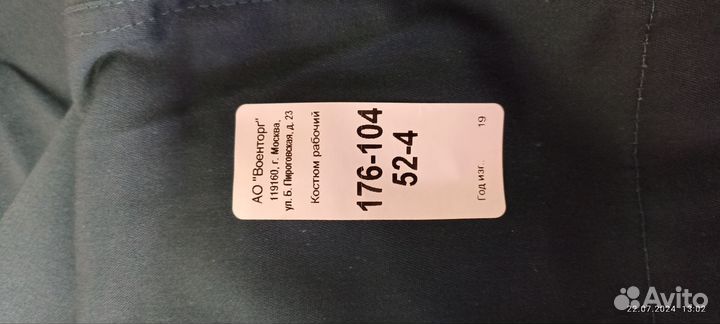 АО "Военторг"
119160, г. Москва,
ул. Б. Пироговская, д. 23
Костюм рабочий
176-104
52-4
Год изг. 19
Avito
22.07.2024 13:02